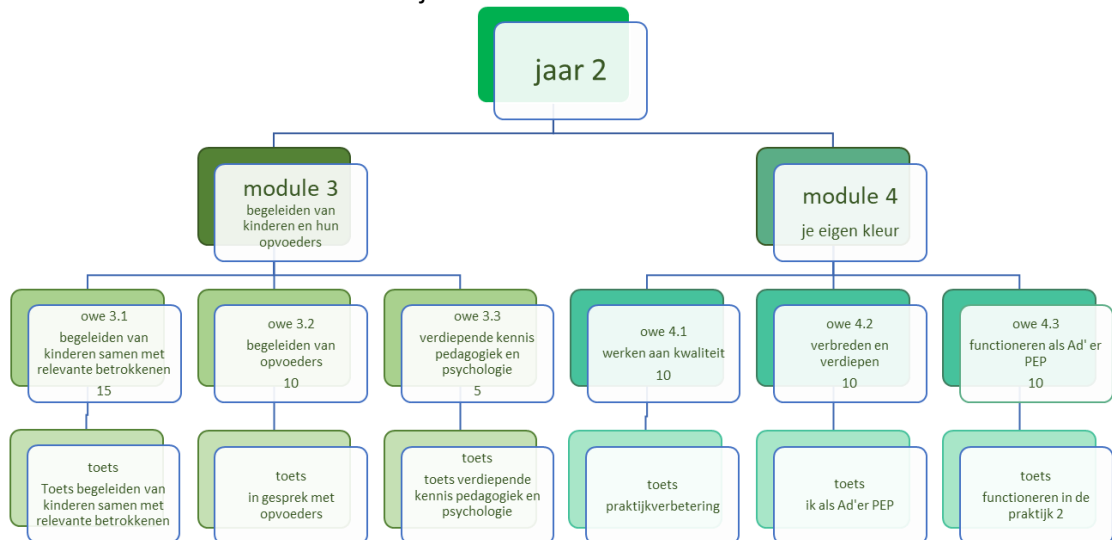 jaar 2
module 3
begeleiden van
kinderen en hun
opvoeders
module 4
je eigen kleur
owe 3.1
begeleiden van
kinderen samen met
relevante betrokkenen
15
owe 3.2
begeleiden van
opvoeders
10
owe 3.3
verdiepende kennis
pedagogiek en
psychologie
5
owe 4.1
werken aan kwaliteit
10
owe 4.2
verbreden en
verdiepen
10
owe 4.3
functioneren als Ad' er
PEP
10
toets
Toets begeleiden van
kinderen samen met
relevante betrokkenen
toets
in gesprek met
opvoeders
toets
toets verdiepende
kennis pedagogiek en
psychologie
toets
praktijkverbetering
toets
ik als Ad'er PEP
toets
functioneren in de
praktijk 2